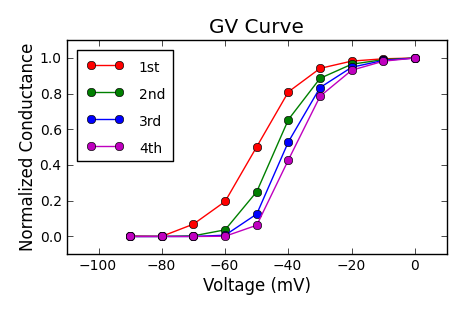 GV Curve
Normalized Conductance
1.0
0.8
0.6
0.4
0.2
0.0
1st
2nd
3rd
4th
−100 −80 −60 −40 −20 0
Voltage (mV)